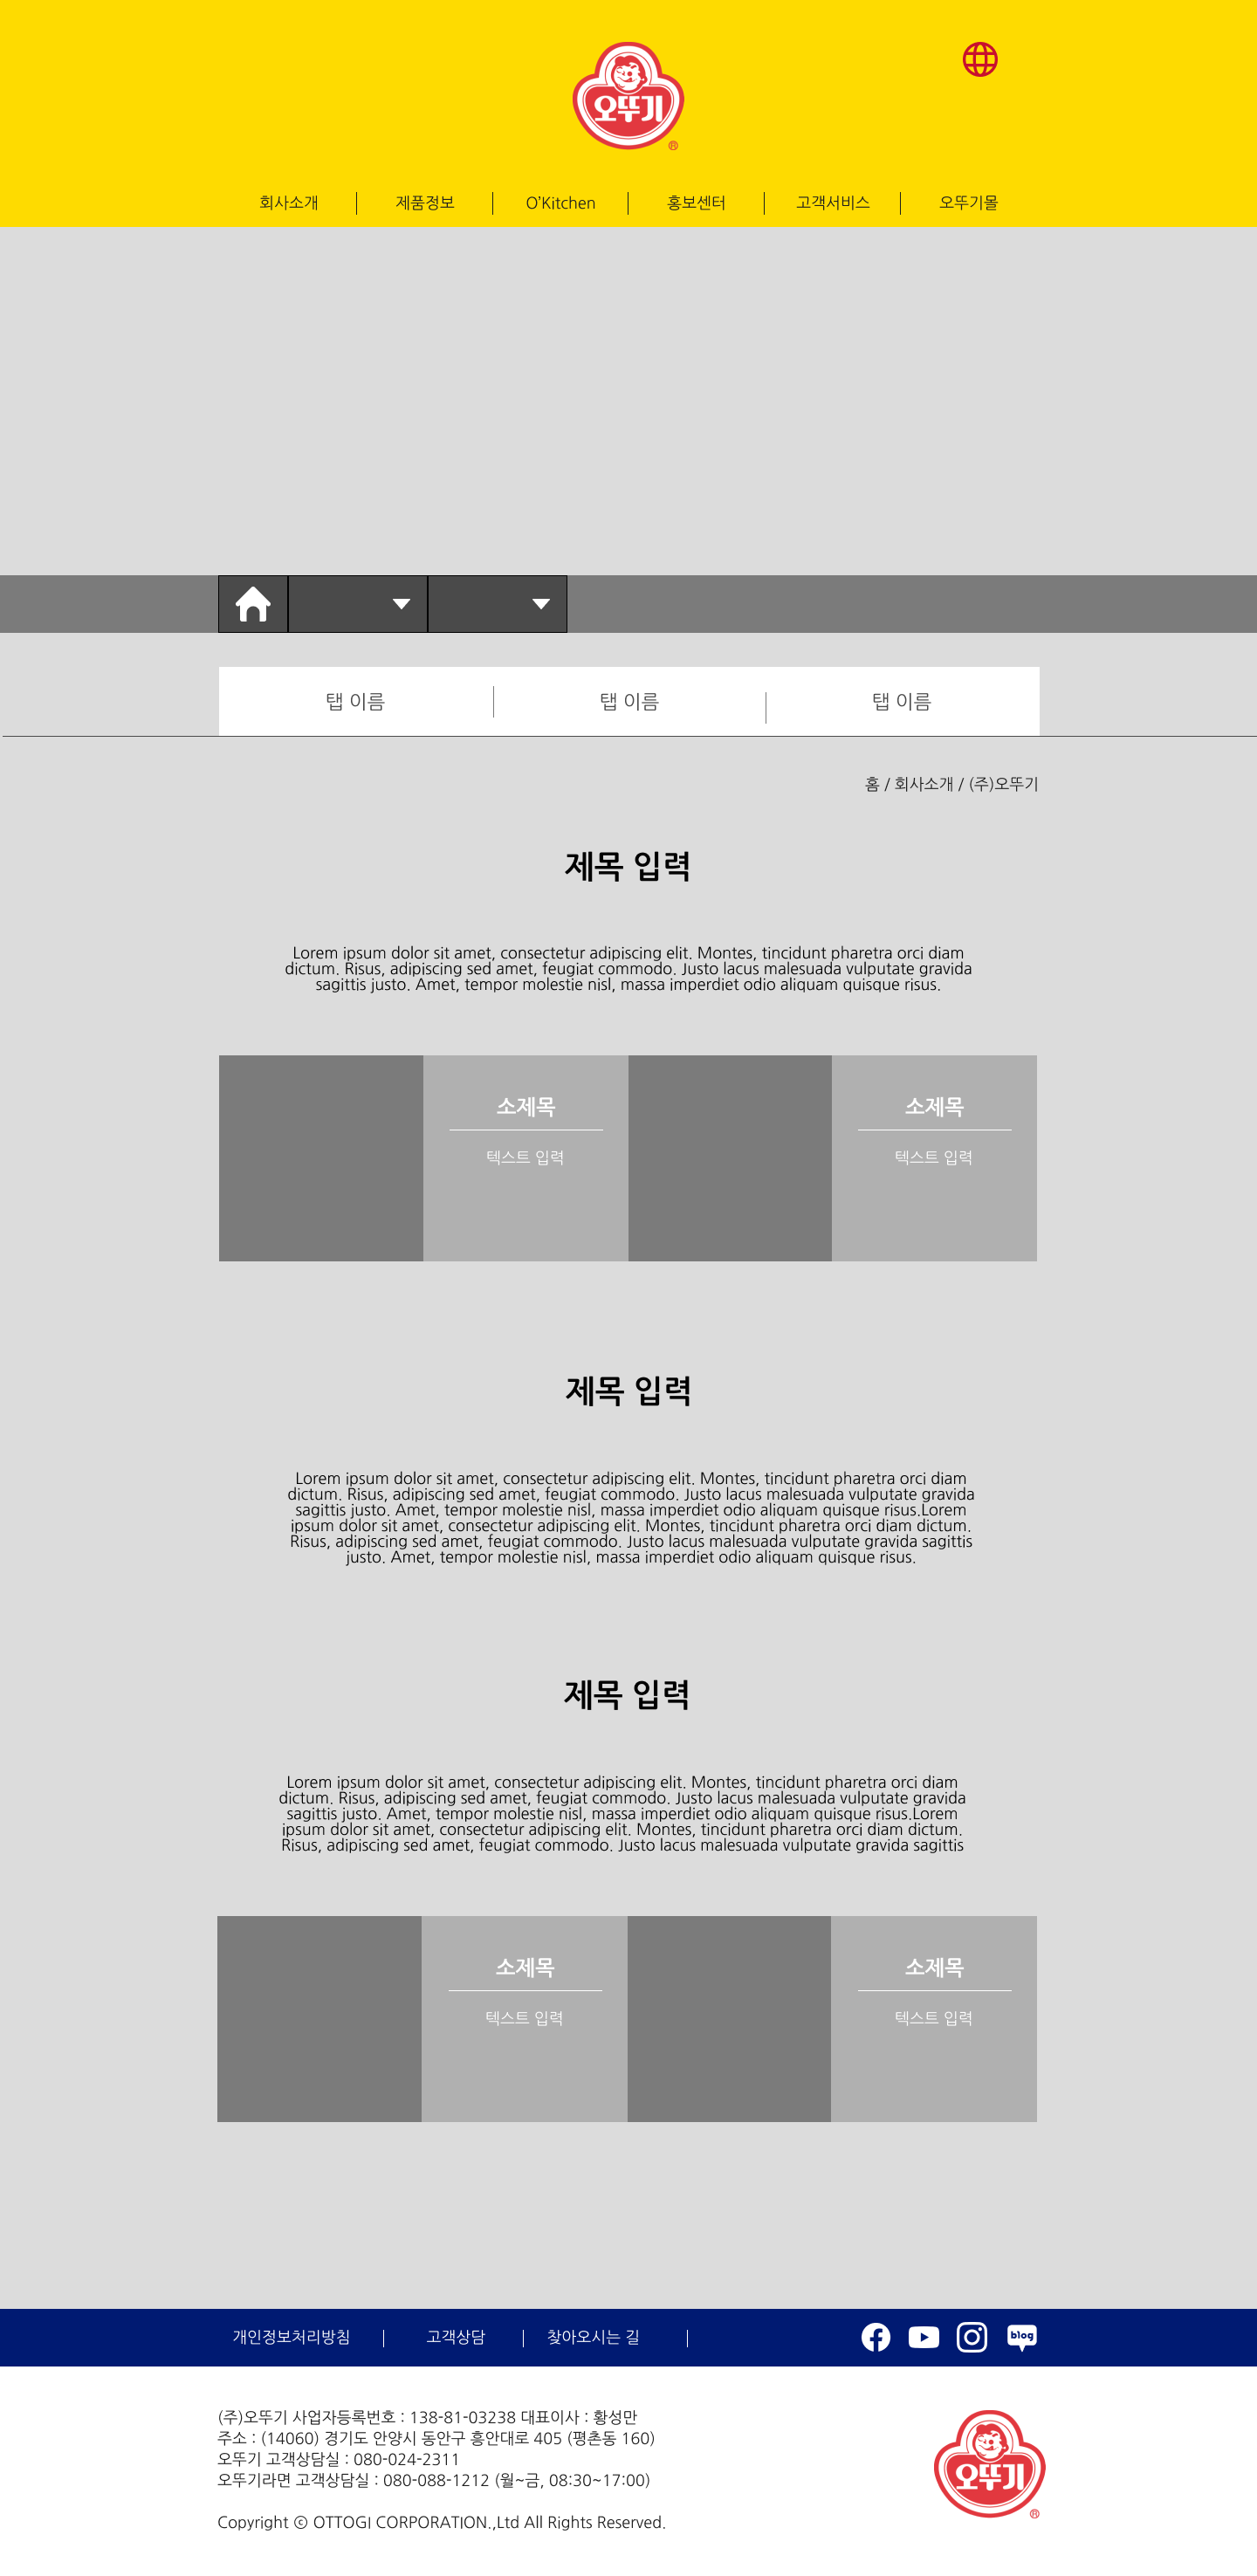 오뚜기
®
회사소개
제품정보
O’Kitchen
홍보센터
고객서비스
오뚜기몰
탭 이름
탭 이름
탭 이름
홈 / 회사소개 / (주)오뚜기
제목 입력
Lorem ipsum dolor sit amet, consectetur adipiscing elit. Montes, tincidunt pharetra orci diam
dictum. Risus, adipiscing sed amet, feugiat commodo. Justo lacus malesuada vulputate gravida
sagittis justo. Amet, tempor molestie nisl, massa imperdiet odio aliquam quisque risus.
소제목
텍스트 입력
소제목
텍스트 입력
제목 입력
Lorem ipsum dolor sit amet, consectetur adipiscing elit. Montes, tincidunt pharetra orci diam
dictum. Risus, adipiscing sed amet, feugiat commodo. Justo lacus malesuada vulputate gravida
sagittis justo. Amet, tempor molestie nisl, massa imperdiet odio aliquam quisque risus.Lorem
ipsum dolor sit amet, consectetur adipiscing elit. Montes, tincidunt pharetra orci diam dictum.
Risus, adipiscing sed amet, feugiat commodo. Justo lacus malesuada vulputate gravida sagittis
justo. Amet, tempor molestie nisl, massa imperdiet odio aliquam quisque risus.
제목 입력
Lorem ipsum dolor sit amet, consectetur adipiscing elit. Montes, tincidunt pharetra orci diam
dictum. Risus, adipiscing sed amet, feugiat commodo. Justo lacus malesuada vulputate gravida
sagittis justo. Amet, tempor molestie nisl, massa imperdiet odio aliquam quisque risus.Lorem
ipsum dolor sit amet, consectetur adipiscing elit. Montes, tincidunt pharetra orci diam dictum.
Risus, adipiscing sed amet, feugiat commodo. Justo lacus malesuada vulputate gravida sagittis
소제목
텍스트 입력
소제목
텍스트 입력
개인정보처리방침
고객상담
찾아오시는 길
blog
(주)오뚜기 사업자등록번호 : 138-81-03238 대표이사 : 황성만
주소 : (14060) 경기도 안양시 동안구 흥안대로 405 (평촌동 160)
오뚜기 고객상담실 : 080-024-2311
오뚜기라면 고객상담실 : 080-088-1212 (월~금, 08:30~17:00)
Copyright ⓒ OTTOGI CORPORATION.,Ltd All Rights Reserved.
오뚜기
®